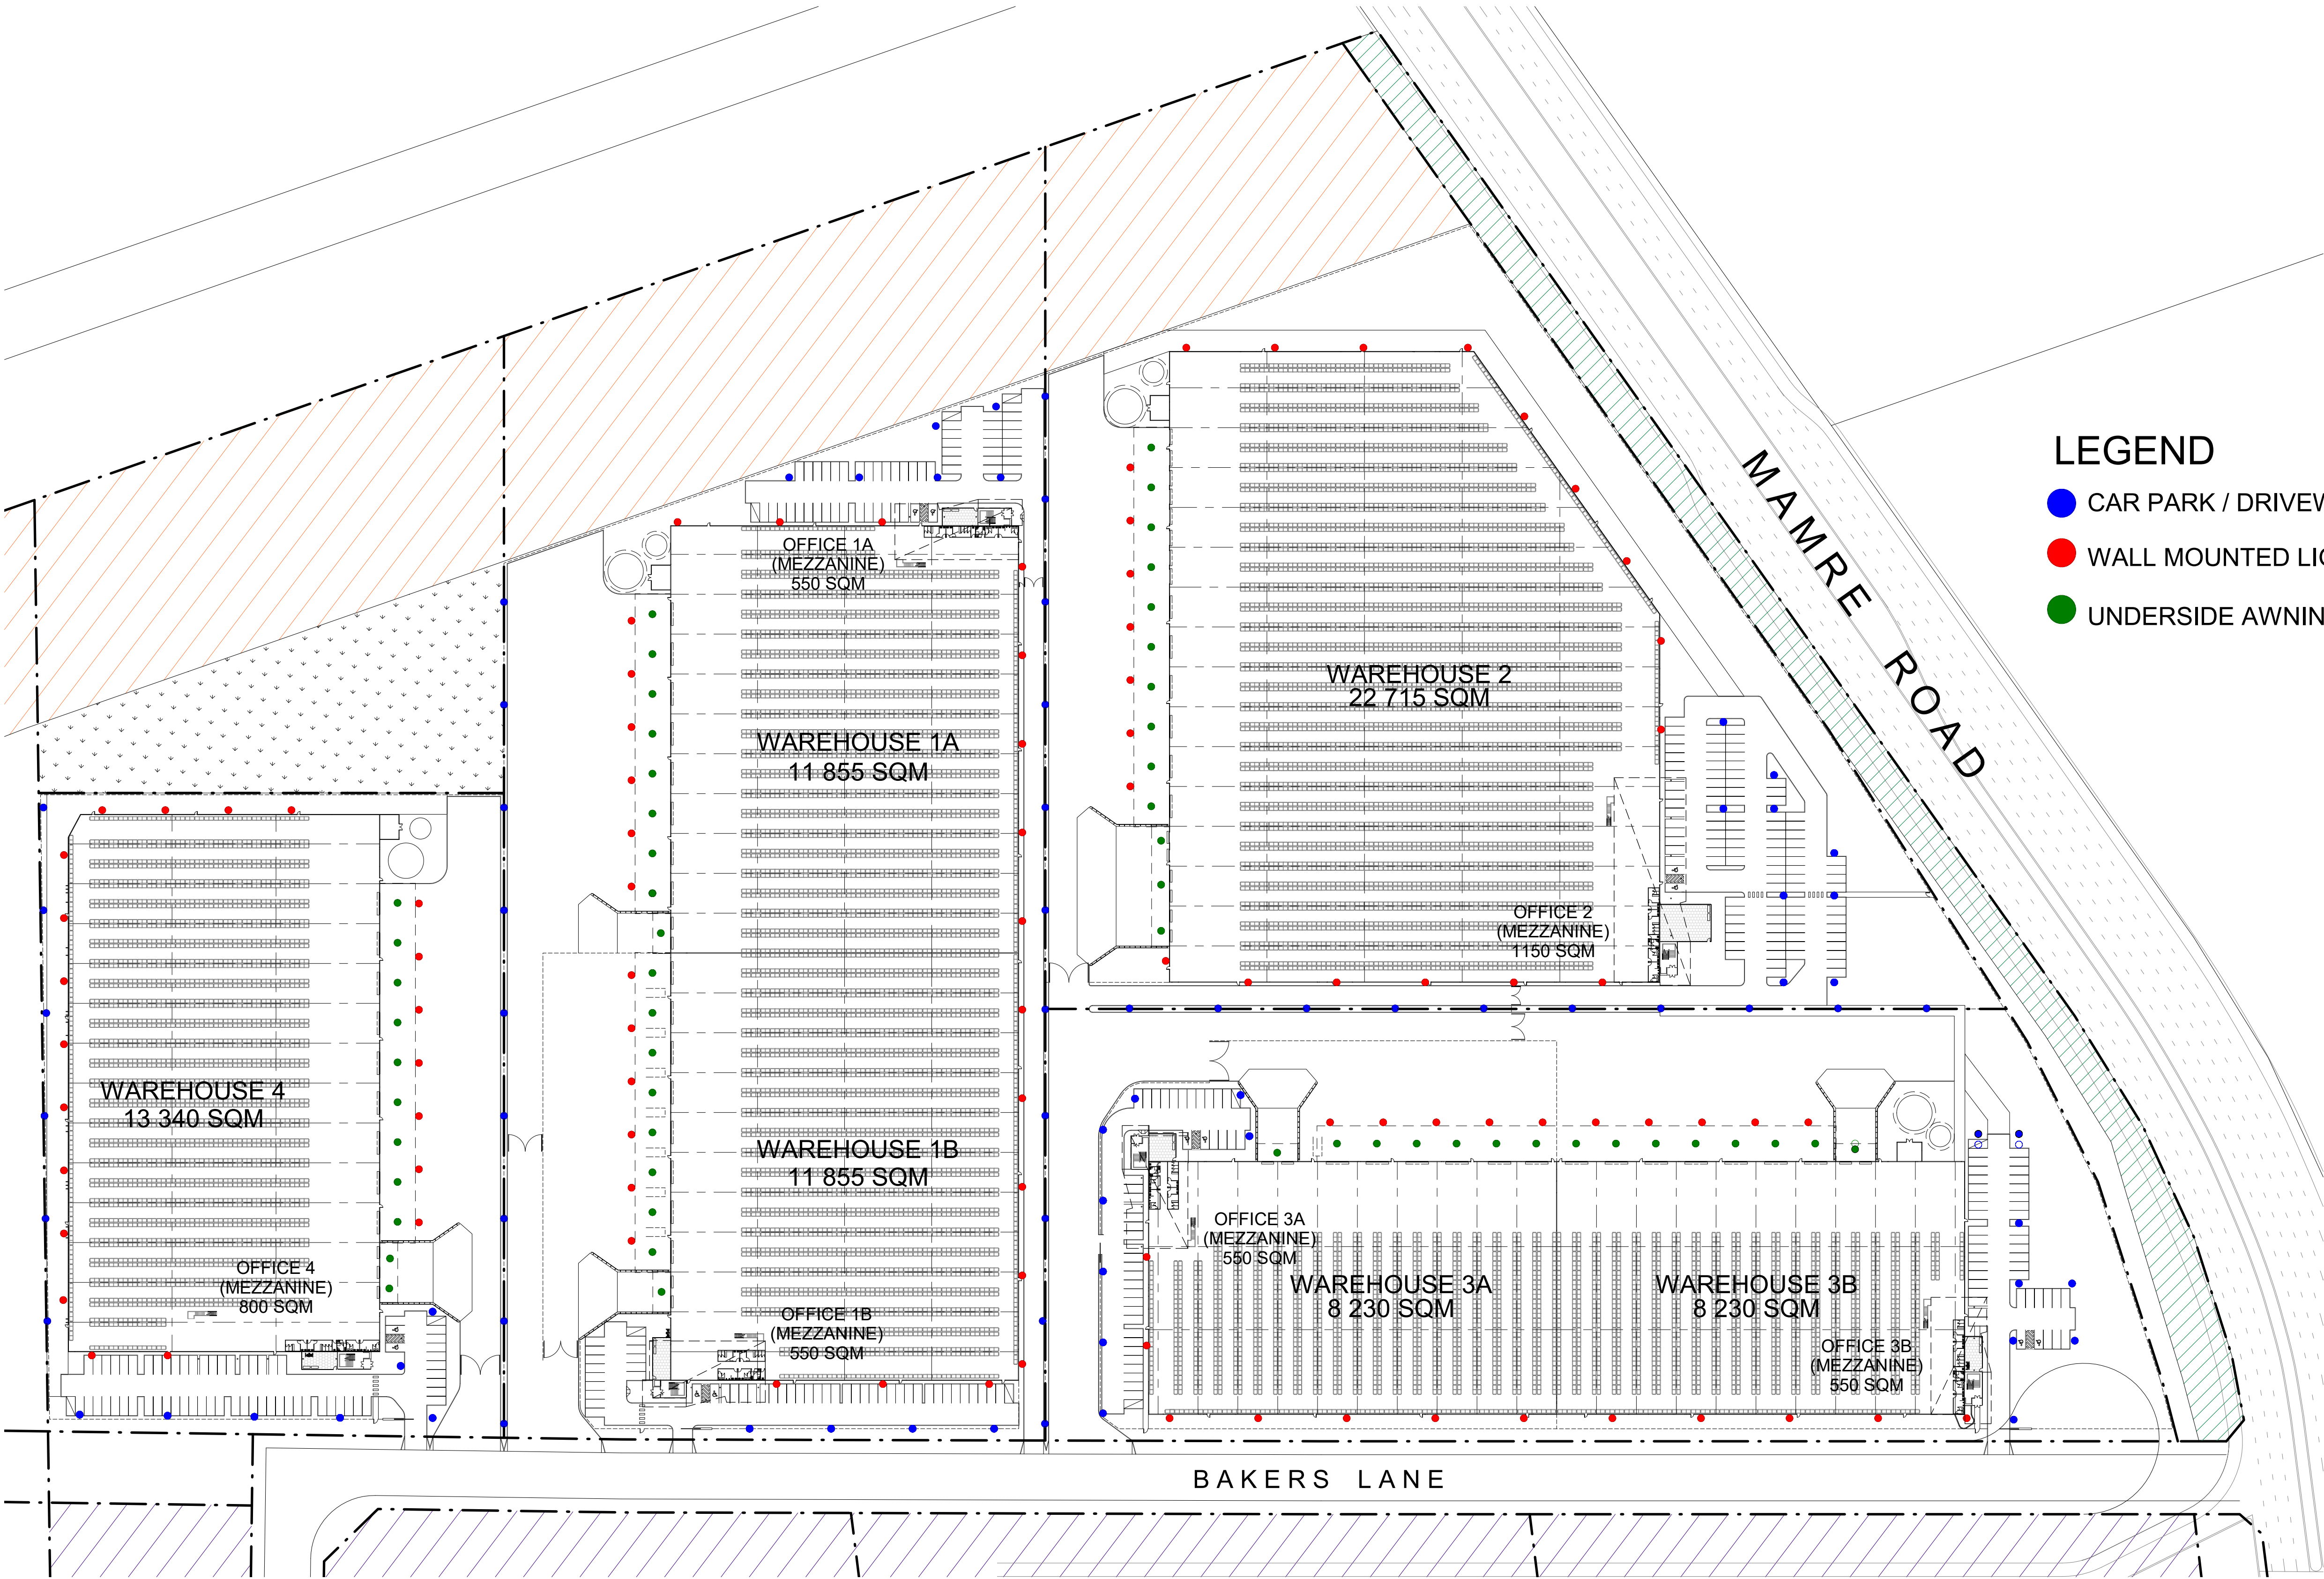 LEGEND
CAR PARK / DRIVEW
WALL MOUNTED LIG
UNDERSIDE AWNIN
MAMRE ROAD
OFFICE 1A
(MEZZANINE)
550 SQM
WAREHOUSE 1A
11 855 SQM
WAREHOUSE 2
22 715 SQM
OFFICE 2
(MEZZANINE)
1150 SQM
WAREHOUSE 4
13 340 SQM
OFFICE 4
(MEZZANINE)
800 SQM
WAREHOUSE 1B
11 855 SQM
OFFICE 1B
(MEZZANINE)
550 SQM
OFFICE 3A
(MEZZANINE)
550 SQM
WAREHOUSE 3A
8 230 SQM
WAREHOUSE 3B
8 230 SQM
OFFICE 3B
(MEZZANINE)
550 SQM
BAKERS LANE